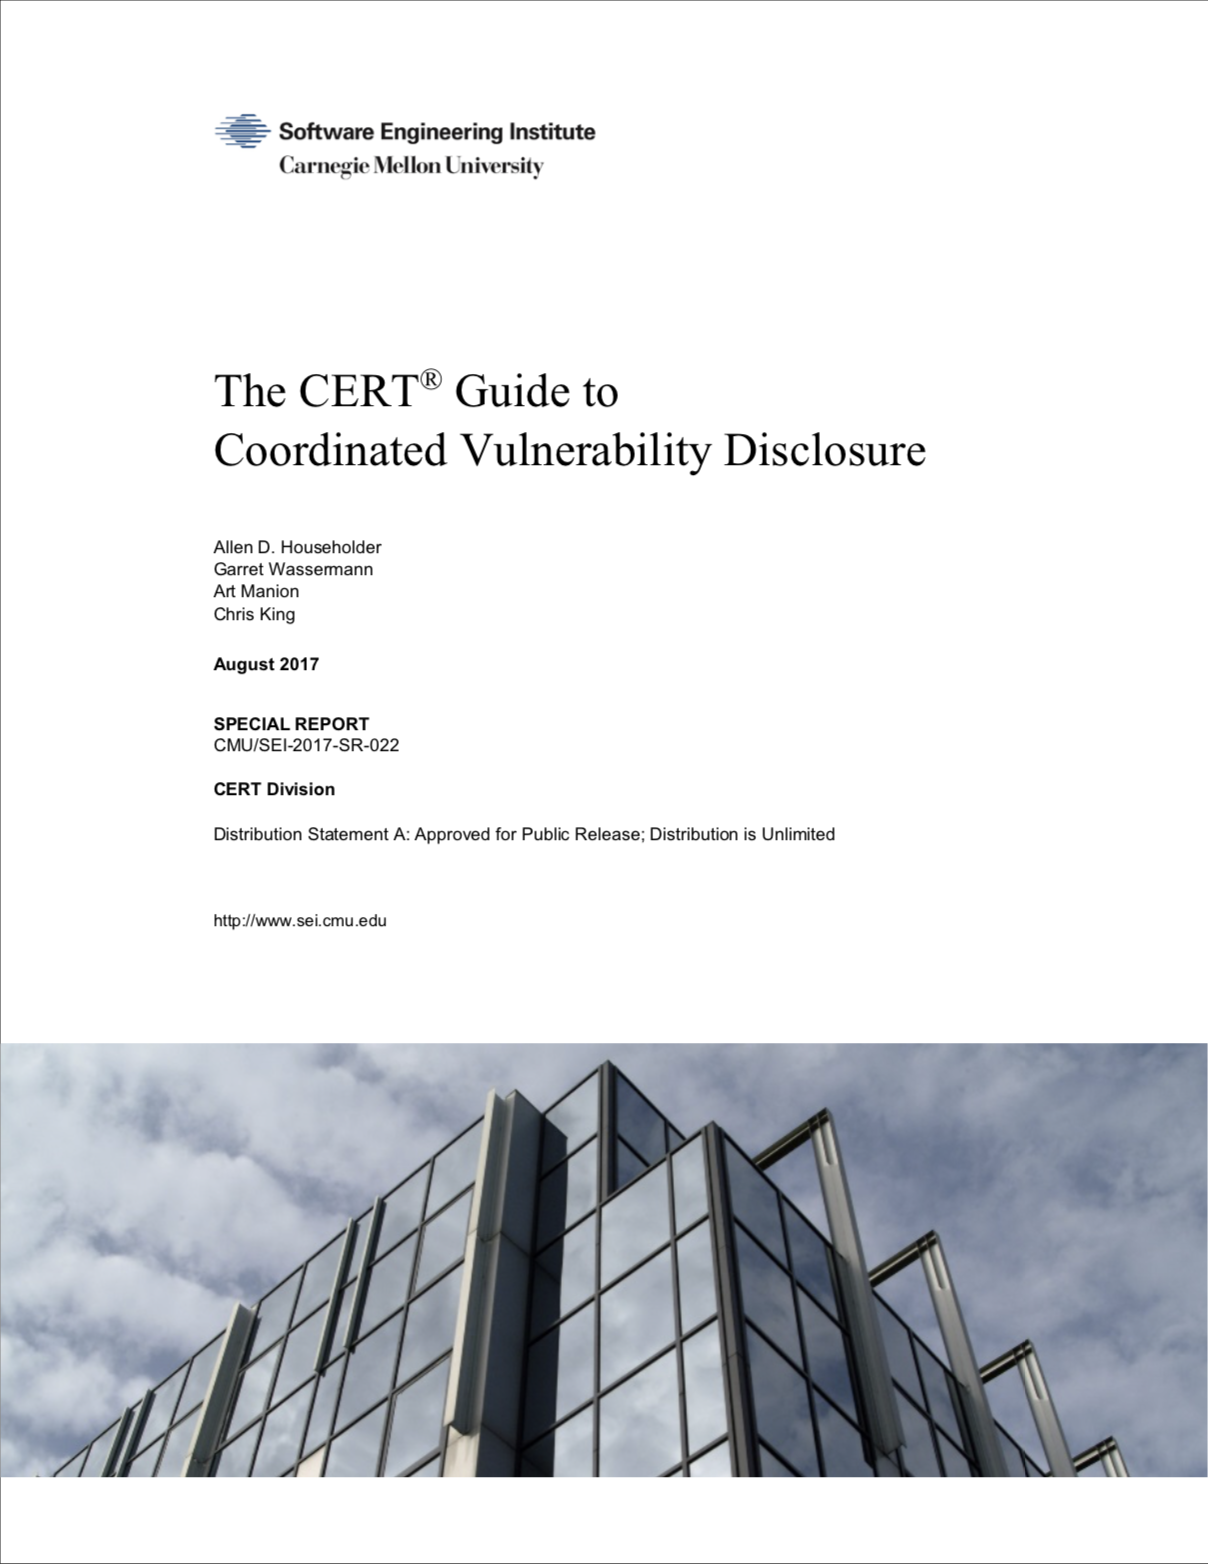 Software Engineering Institute
Carnegie Mellon University
The CERT® Guide to
Coordinated Vulnerability Disclosure
Allen D. Householder
Garret Wassermann
Art Manion
Chris King
August 2017
SPECIAL REPORT
CMU/SEI-2017-SR-022
CERT Division
Distribution Statement A: Approved for Public Release; Distribution is Unlimited
http://www.sei.cmu.edu